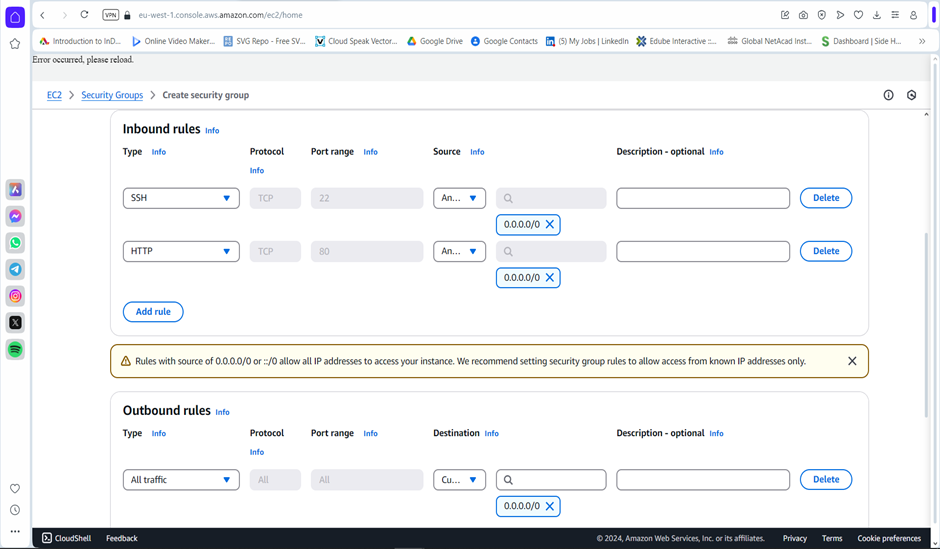 VPN eu-west-1.console.aws.amazon.com/ec2/home
Introduction to InD... Online Video Maker... SVG Repo - Free SV... Cloud Speak Vector... Google Drive Google Contacts (5) My Jobs | LinkedIn Edube Interactive ::... Global NetAcad Inst... Dashboard | Side H...
Error occurred, please reload.
EC2 > Security Groups > Create security group
Inbound rules Info
Type Info Protocol Info Port range Info Source Info Description - optional Info
SSH TCP 22 An... Delete
0.0.0.0/0
HTTP TCP 80 An... Delete
0.0.0.0/0
Add rule
Rules with source of 0.0.0.0/0 or ::/0 allow all IP addresses to access your instance. We recommend setting security group rules to allow access from known IP addresses only.
Outbound rules Info
Type Info Protocol Info Port range Info Destination Info Description - optional Info
All traffic All All Cu... Delete
0.0.0.0/0
CloudShell Feedback © 2024, Amazon Web Services, Inc. or its affiliates. Privacy Terms Cookie preferences